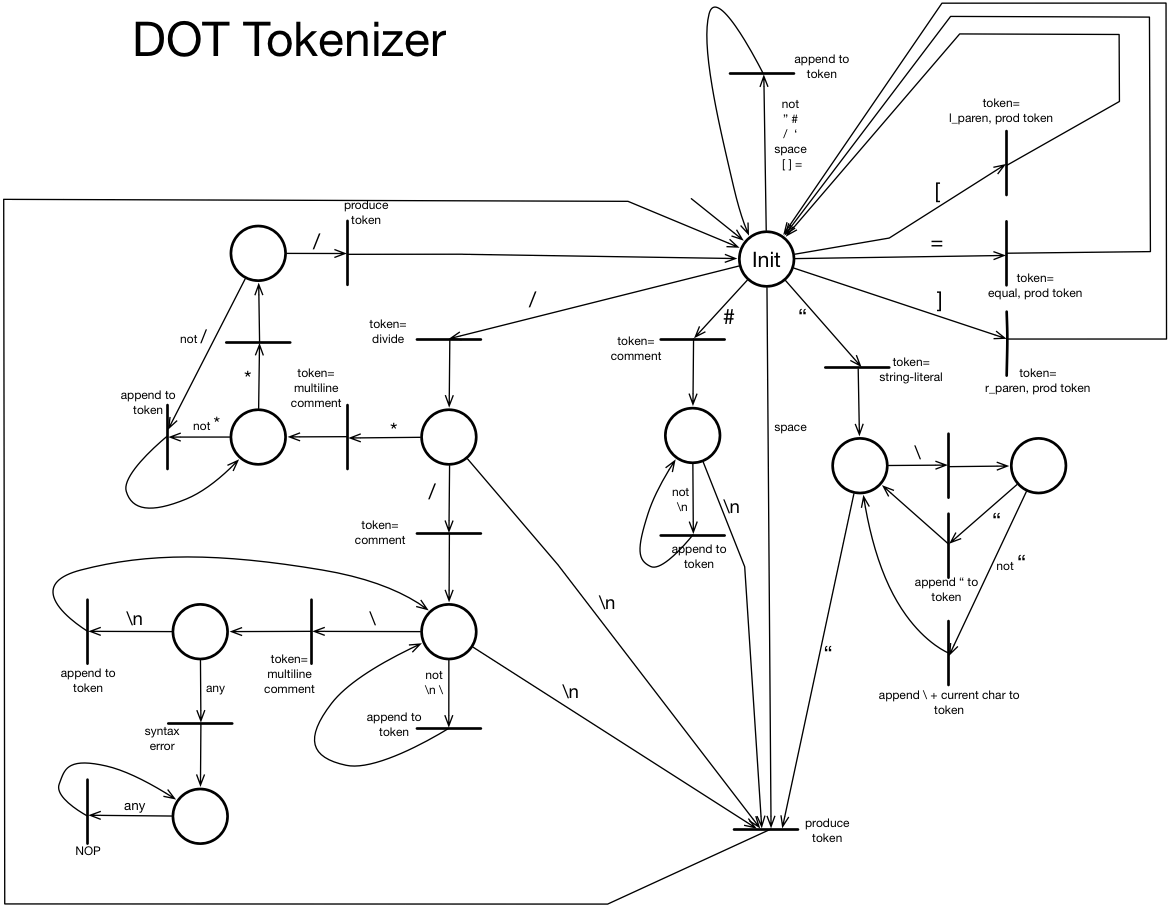 DOT Tokenizer
append to
token
not
” #
/ ‘
space
[ ] =
token=
l_paren, prod token
[
=
token=
equal, prod token
]
token=
r_paren, prod token
Init
produce
token
/
not /
*
token=
multiline
comment
append to
token
not *
*
/
token=
divide
/
token=
comment
#
token=
comment
“
token=
string-literal
space
\
not
\n
\n
append to
token
“
append “ to
token
not “
append \ + current char to
token
“
\n
\n
append to
token
\
token=
multiline
comment
not
\n \
append to
token
\n
any
syntax
error
any
NOP
produce
token